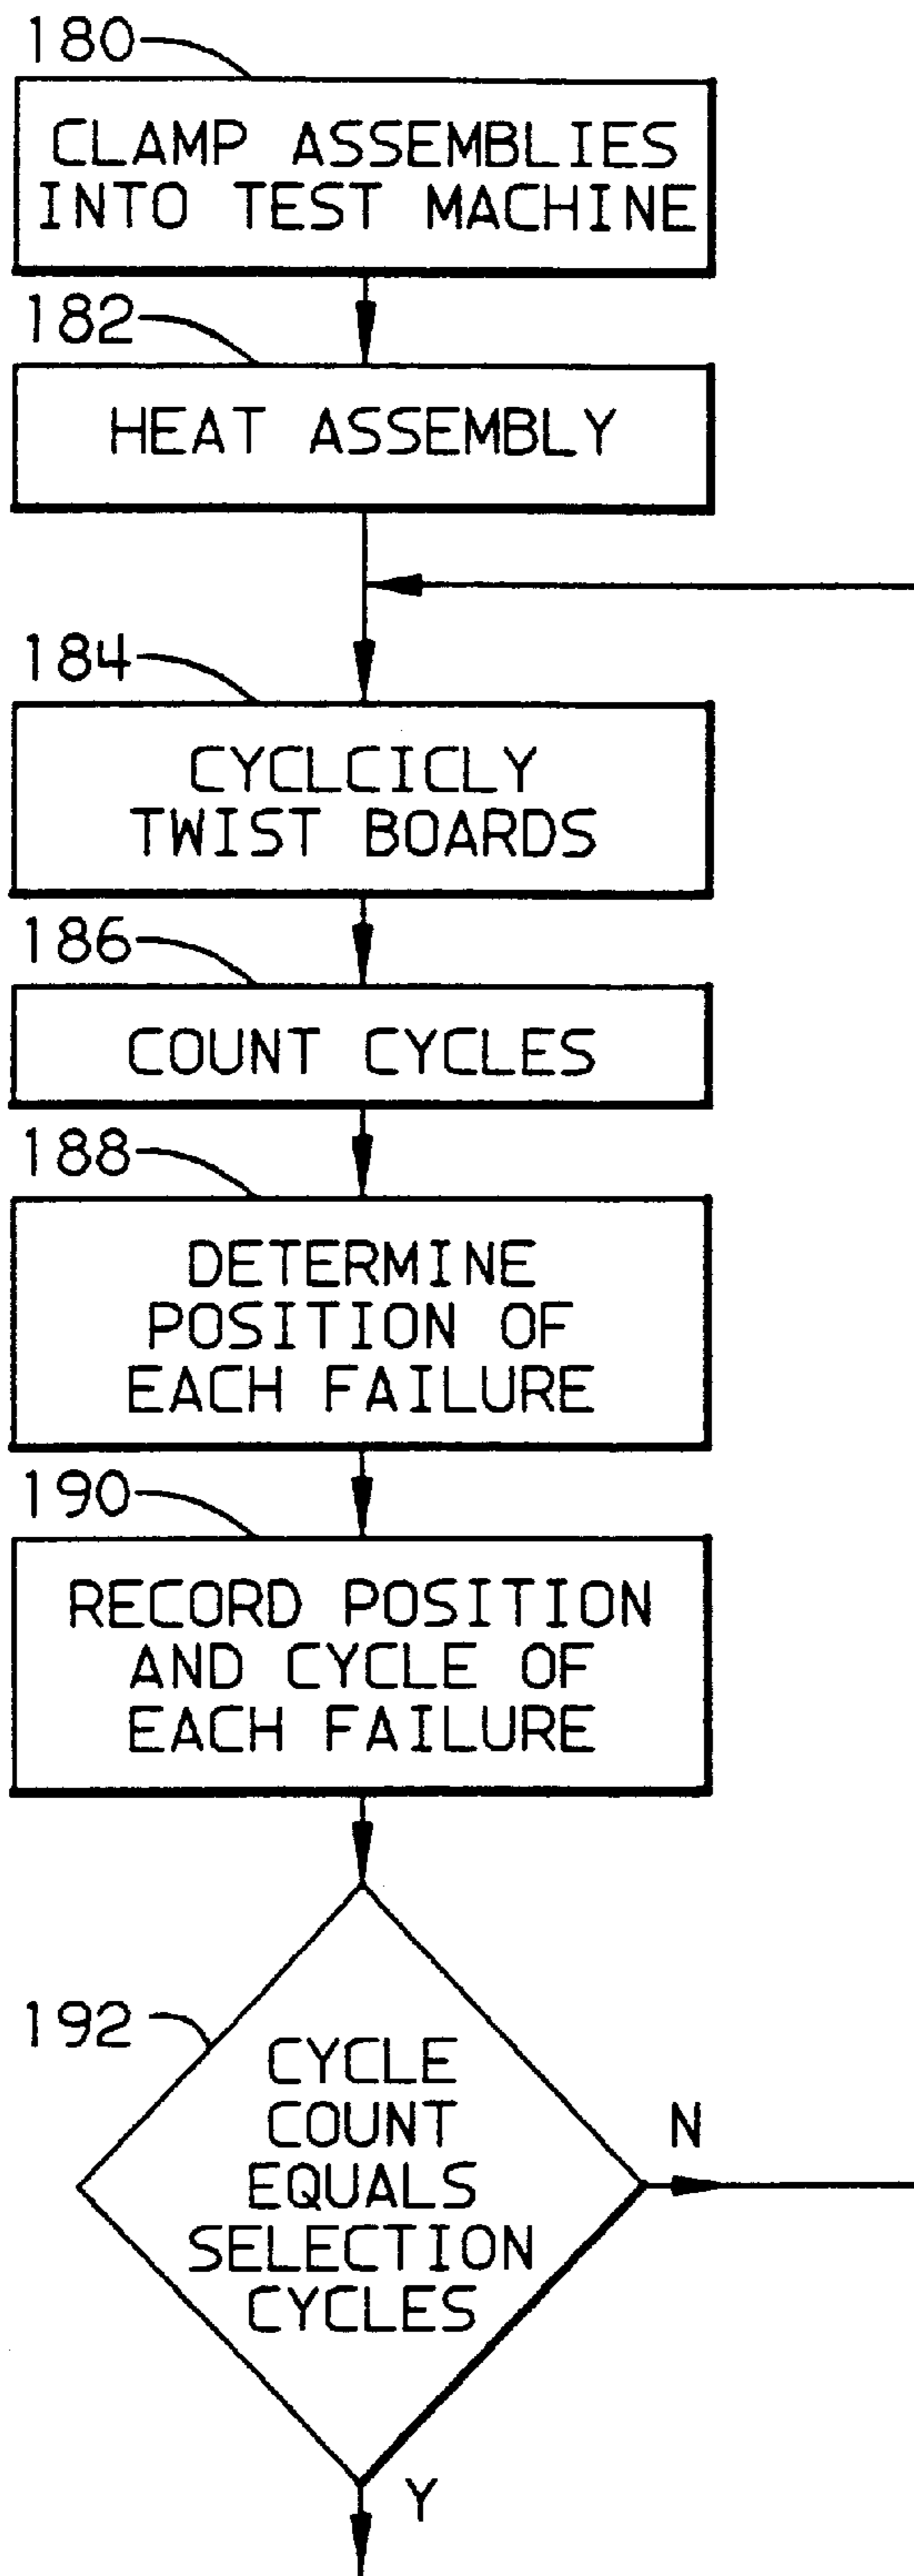 180
CLAMP ASSEMBLIES
INTO TEST MACHINE
182
HEAT ASSEMBLY
184
CYCLCICLY
TWIST BOARDS
186
COUNT CYCLES
188
DETERMINE
POSITION OF
EACH FAILURE
190
RECORD POSITION
AND CYCLE OF
EACH FAILURE
192
CYCLE
COUNT
EQUALS
SELECTION
CYCLES
N
Y